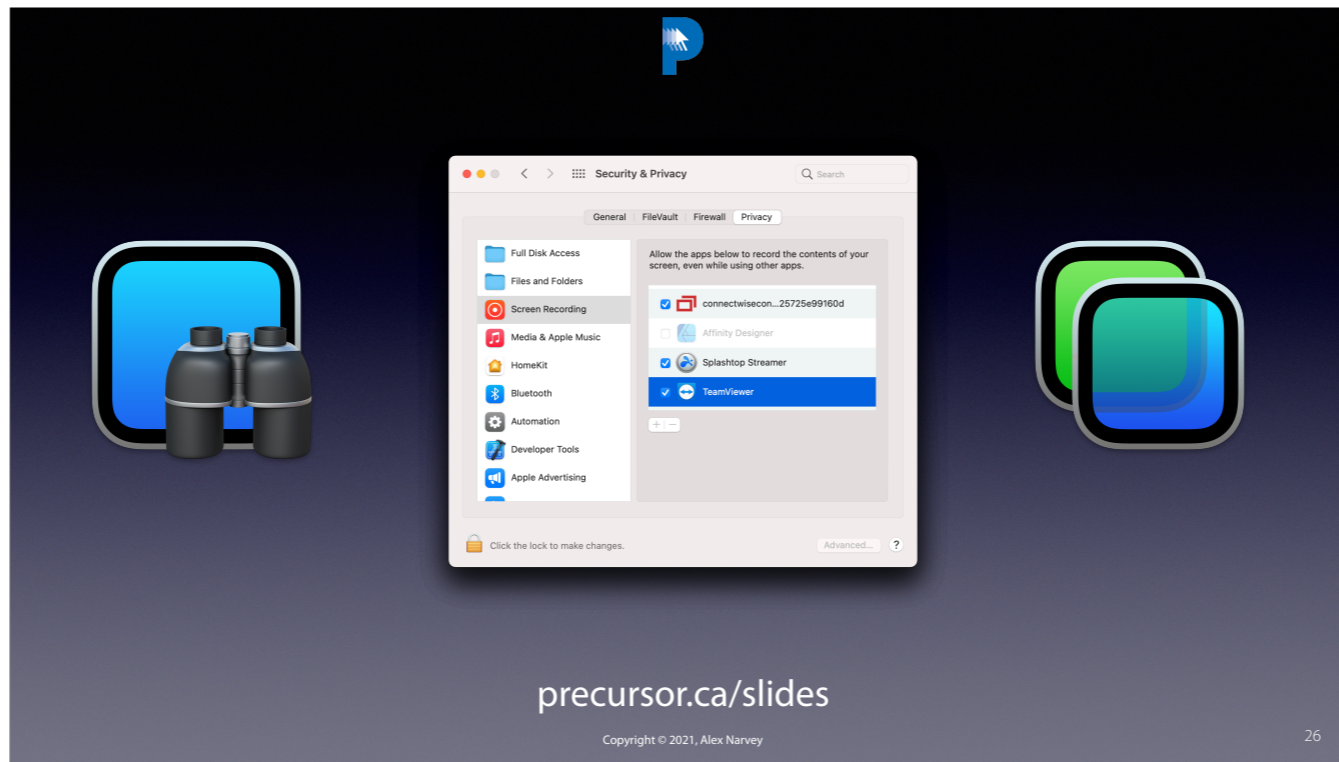 Security & Privacy
Search
General FileVault Firewall Privacy
Full Disk Access
Files and Folders
Screen Recording
Media & Apple Music
HomeKit
Bluetooth
Automation
Developer Tools
Apple Advertising
Allow the apps below to record the contents of your
screen, even while using other apps.
connectwisecon...25725e99160d
Affinity Designer
Splashtop Streamer
TeamViewer
+ −
Click the lock to make changes.
Advanced... ?
precursor.ca/slides
Copyright © 2021, Alex Narvey
26